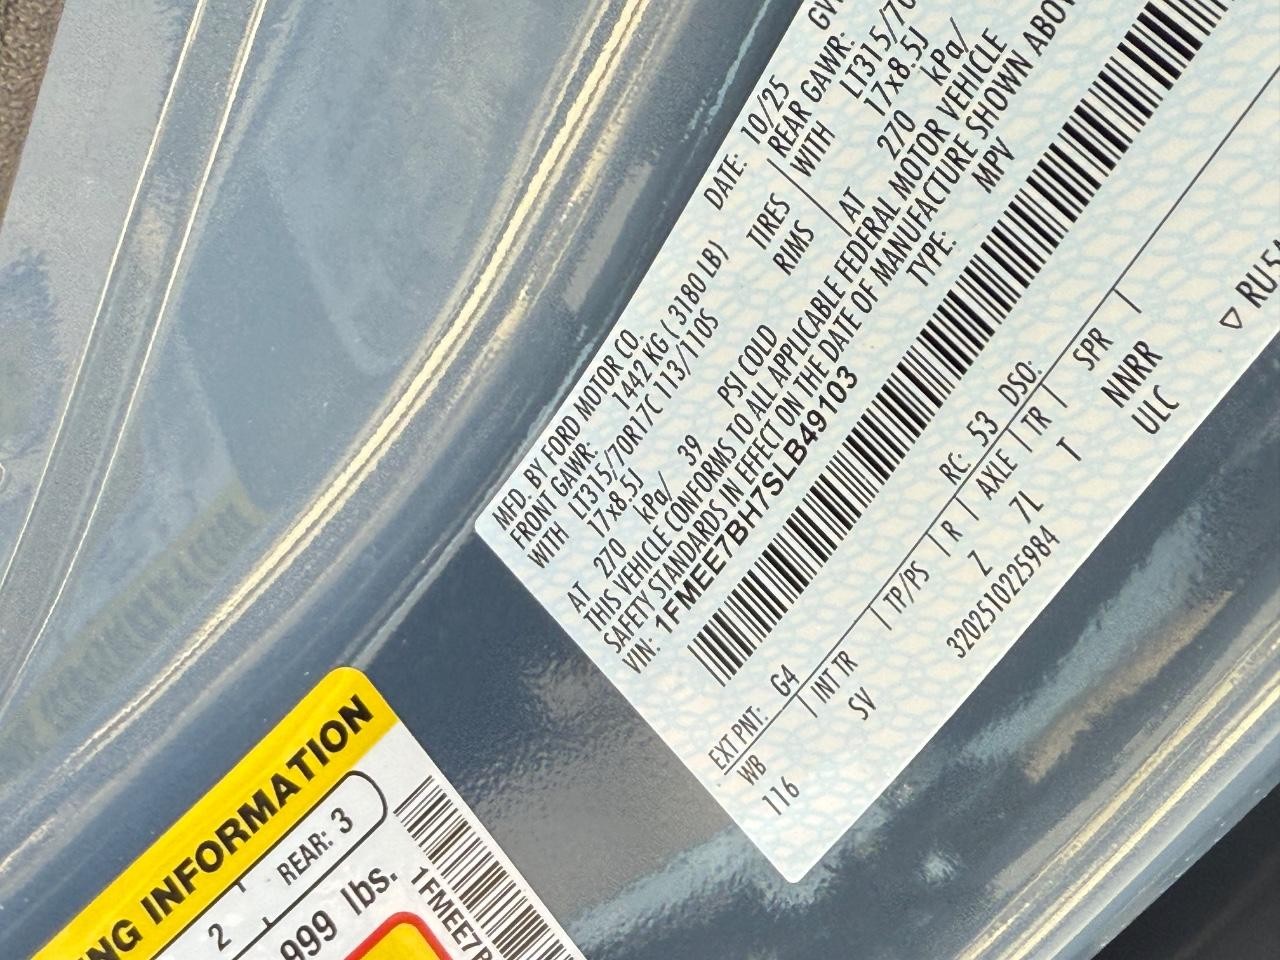 MFD. BY FORD MOTOR CO.
DATE: 10/25
GV
FRONT GAWR:
1442 KG ( 3180 LB)
REAR GAWR:
WITH LT315/70R17C 113/110S TIRES
WITH LT315/70
17x8.5J RIMS
17x8.5J
AT 270 kPa/ 39 PSI COLD
AT 270 kPa/
THIS VEHICLE CONFORMS TO ALL APPLICABLE FEDERAL MOTOR VEHICLE
SAFETY STANDARDS IN EFFECT ON THE DATE OF MANUFACTURE SHOWN ABOV
VIN: 1FMEE7BH7SLB49103
TYPE: MPV
EXT PNT: G4 RC: 53 DSO:
WB | INT TR | TP/PS | R | AXLE | TR | SPR |
116 SV Z 7L T NNRR
3202510225984 ULC
RU5
NG INFORMATION
2 REAR: 3
999 lbs.
1FMEE7B